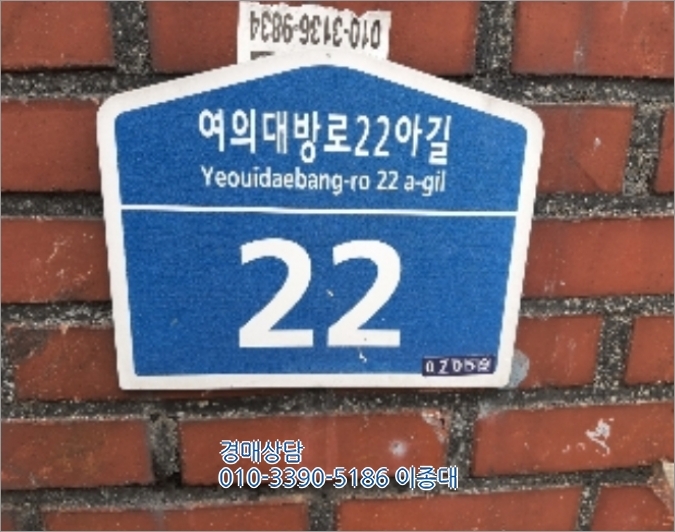 010-3136-9834
여의대방로22아길
Yeouidaebang-ro 22 a-gil
22
경매상담
010-3390-5186 이종대